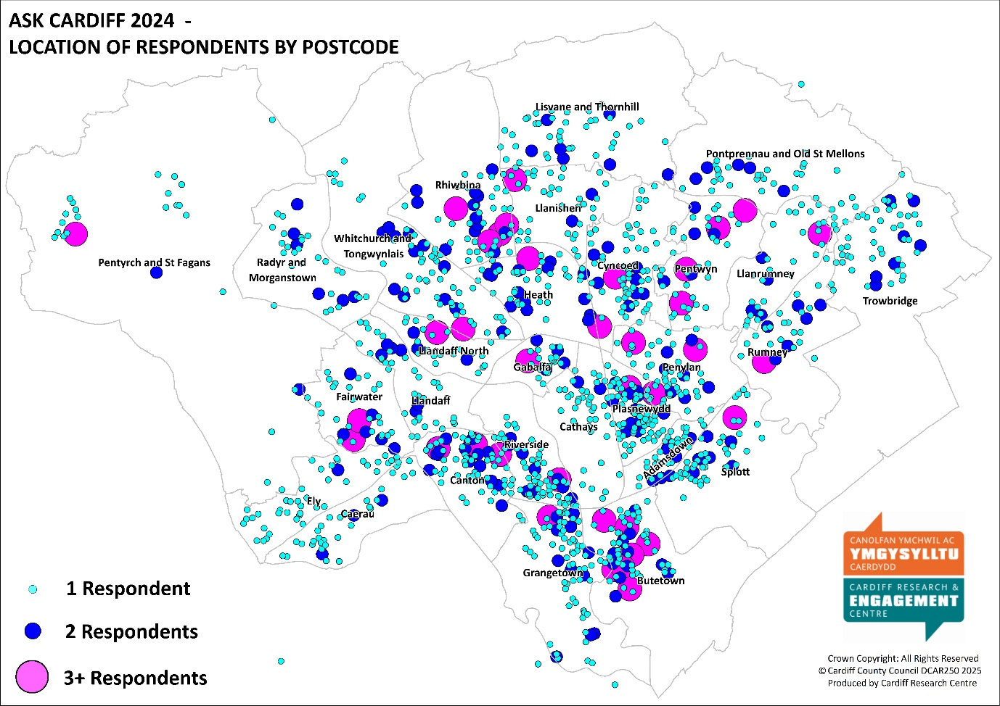 ASK CARDIFF 2024 -
LOCATION OF RESPONDENTS BY POSTCODE
Lisvane and Thornhill
Pontprennau and Old St Mellons
Rhiwbina
Llanishen
Whitchurch and
Tongwynlais
Pentyrch and St Fagans
Radyr and
Morganstown
Cyncoed
Pentwyn
Llanrumney
Heath
Trowbridge
Llandaff North
Rumney
Gabalfa
Penylan
Fairwater
Llandaff
Plasnewydd
Cathays
Riverside
Adamsdown
Splott
Canton
Ely
Caerau
Grangetown
Butetown
1 Respondent
2 Respondents
3+ Respondents
CANOLFAN YMCHWIL AC
YMGYSYLLTU
CAERDYDD
CARDIFF RESEARCH &
ENGAGEMENT
CENTRE
Crown Copyright: All Rights Reserved
© Cardiff County Council DCAR250 2025
Produced by Cardiff Research Centre